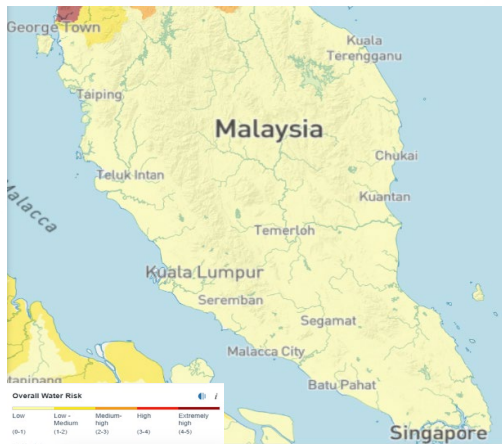 George Town
Kuala
Terengganu
Taiping
Malaysia
Chukai
Teluk Intan
Kuantan
Malacca
Temerloh
Kuala Lumpur
Seremban
Segamat
Malacca City
Batu Pahat
Singapore
Overall Water Risk i
Low Low - Medium- High Extremely
Medium high high
(0-1) (1-2) (2-3) (3-4) (4-5)